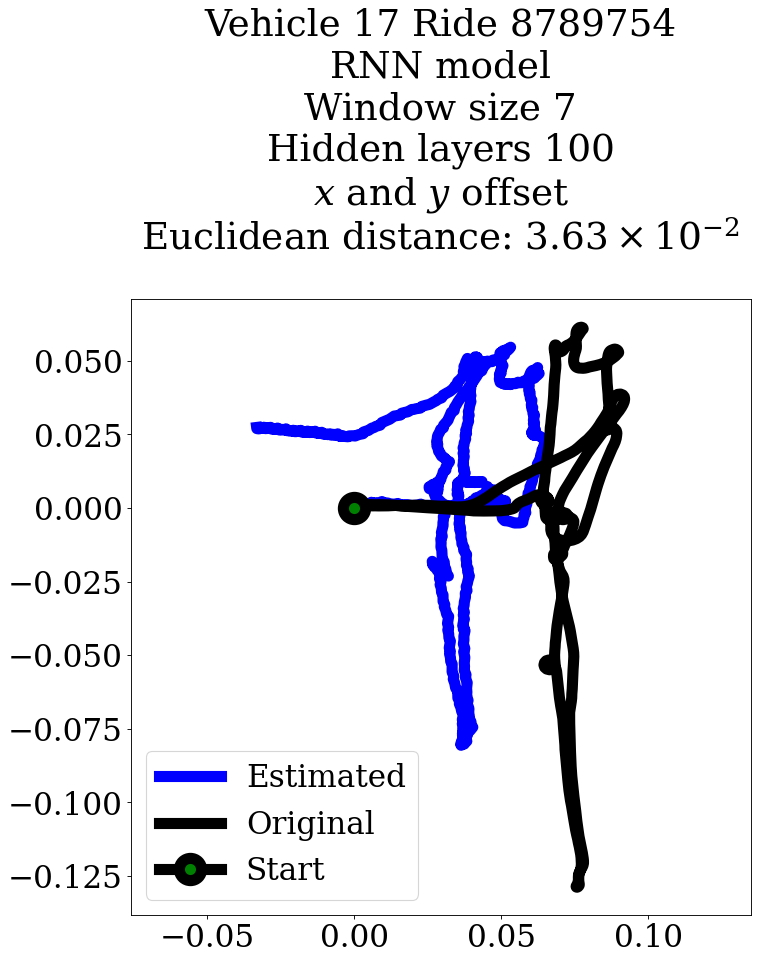 Vehicle 17 Ride 8789754
RNN model
Window size 7
Hidden layers 100
x and y offset
Euclidean distance: 3.63 × 10⁻²
0.050
0.025
0.000
−0.025
−0.050
−0.075
−0.100
−0.125
Estimated
Original
Start
−0.05 0.00 0.05 0.10